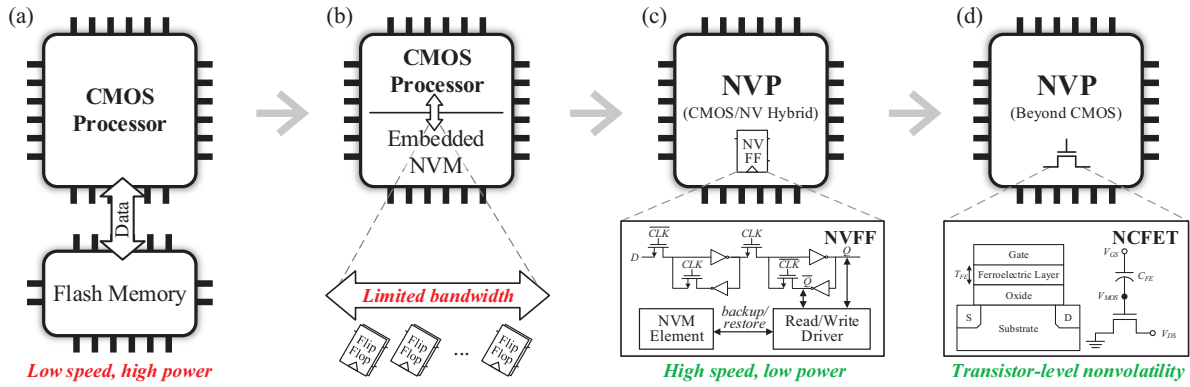 (a)
CMOS
Processor
Data
Flash Memory
Low speed, high power
(b)
CMOS
Processor
Embedded
NVM
Limited bandwidth
Flip
Flop
Flip
Flop
...
Flip
Flop
(c)
NVP
(CMOS/NV Hybrid)
NV
FF
NVFF
D
C̅L̅K̅
CLK
CLK
C̅L̅K̅
Q
Q̅
NVM
Element
backup/
restore
Read/Write
Driver
High speed, low power
(d)
NVP
(Beyond CMOS)
NCFET
Gate
T_FE
Ferroelectric Layer
Oxide
S
D
Substrate
V_GS
C_FE
V_MOS
V_DS
Transistor-level nonvolatility